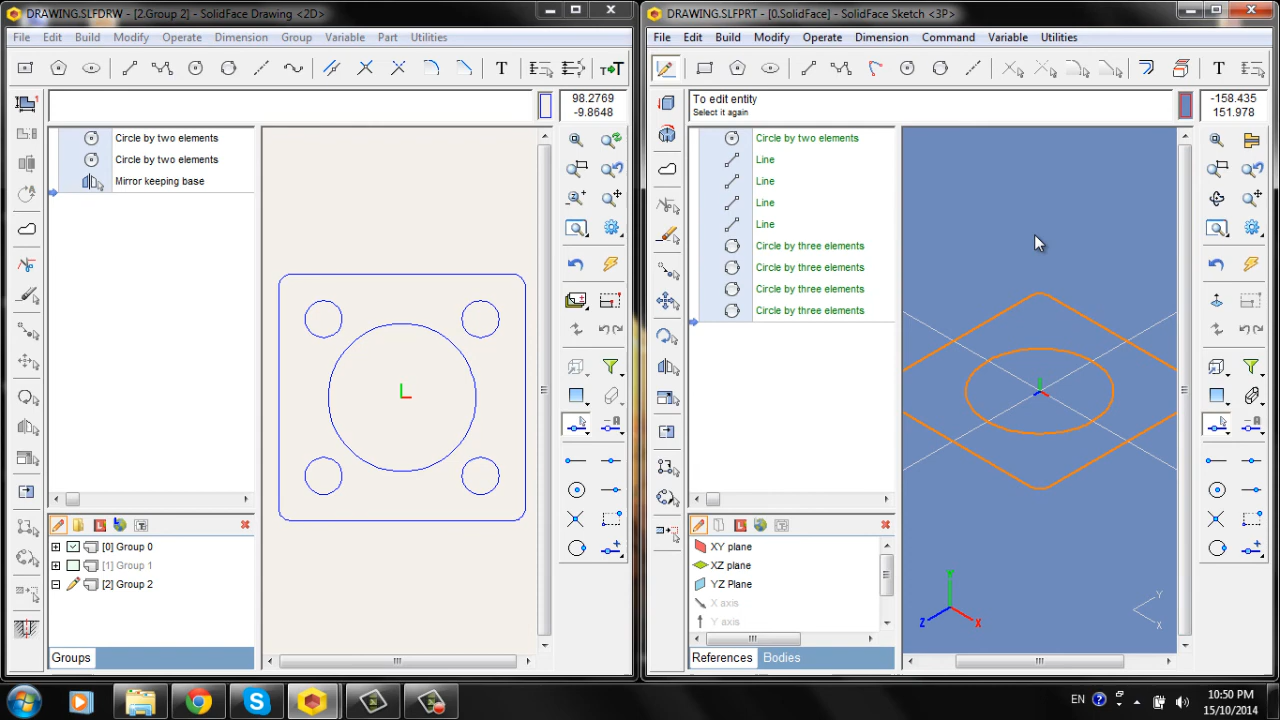 DRAWING.SLFDRW - [2.Group 2] - SolidFace Drawing <2D>
File Edit Build Modify Operate Dimension Group Variable Part Utilities
T
T
98.2769
-9.8648
Circle by two elements
Circle by two elements
Mirror keeping base
[0] Group 0
[1] Group 1
[2] Group 2
Groups
DRAWING.SLFPRT - [0.SolidFace] - SolidFace Sketch <3P>
File Edit Build Modify Operate Dimension Command Variable Utilities
T
To edit entity
Select it again
-158.435
151.978
Circle by two elements
Line
Line
Line
Line
Circle by three elements
Circle by three elements
Circle by three elements
Circle by three elements
XY plane
XZ plane
YZ Plane
X axis
Y axis
References Bodies
Y
Z
X
Y
X
EN
10:50 PM
15/10/2014